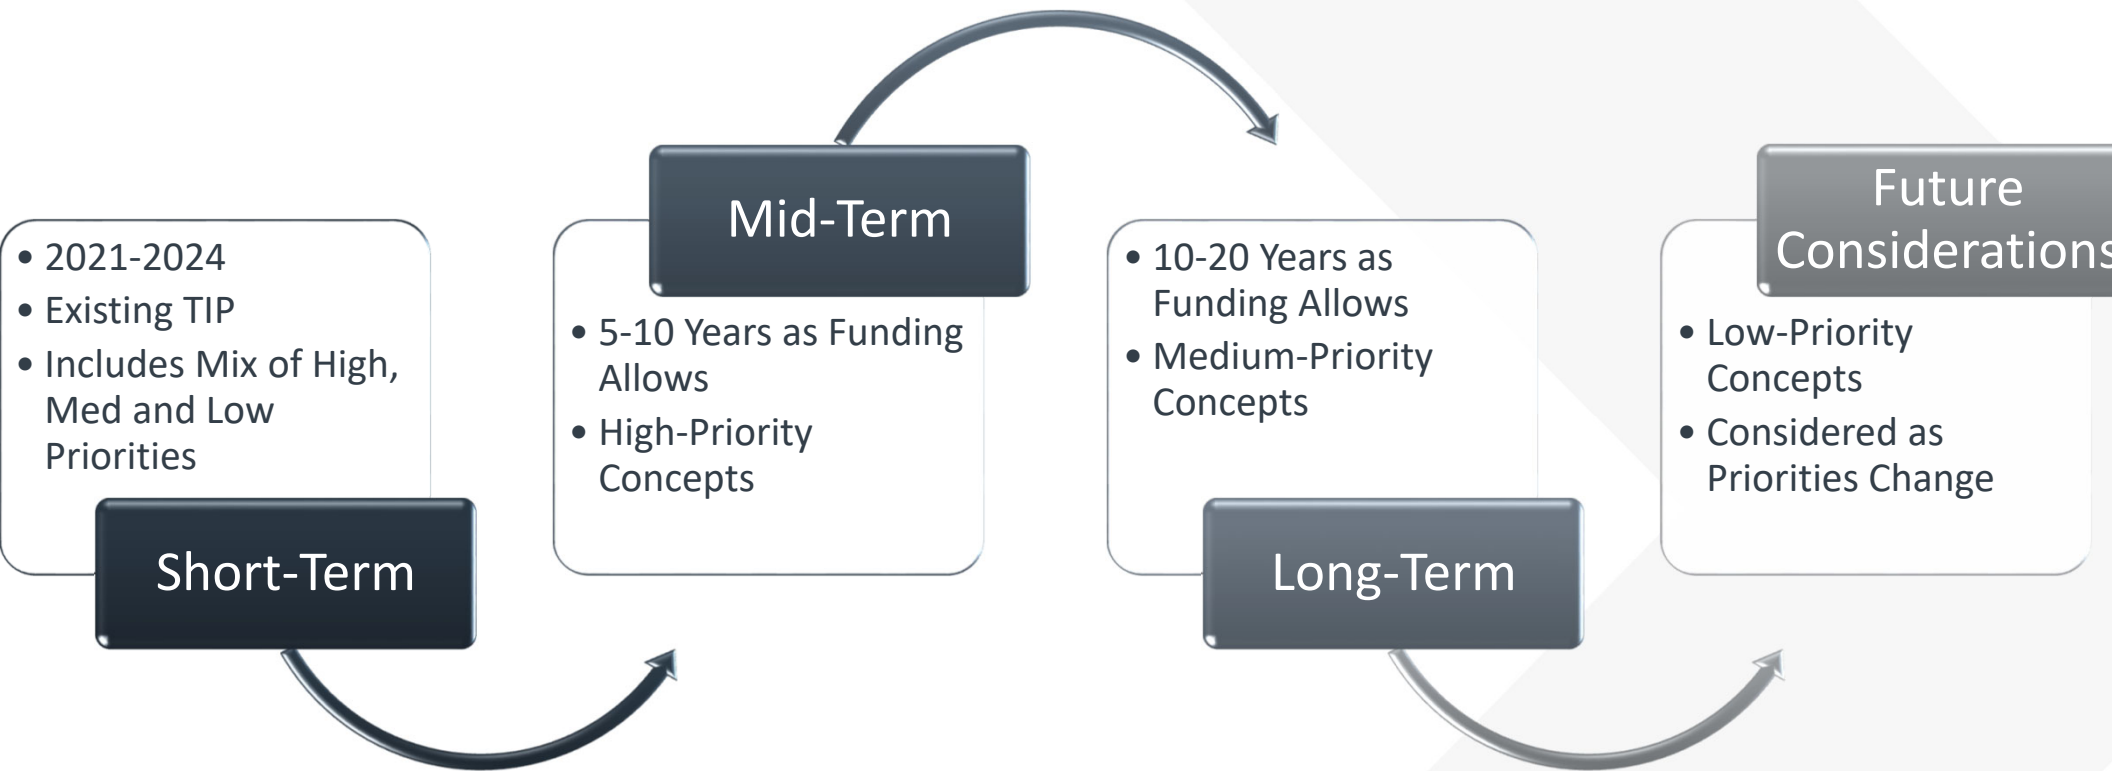 • 2021-2024
• Existing TIP
• Includes Mix of High,
Med and Low
Priorities
Short-Term
Mid-Term
• 5-10 Years as Funding
Allows
• High-Priority
Concepts
• 10-20 Years as
Funding Allows
• Medium-Priority
Concepts
Long-Term
Future
Considerations
• Low-Priority
Concepts
• Considered as
Priorities Change